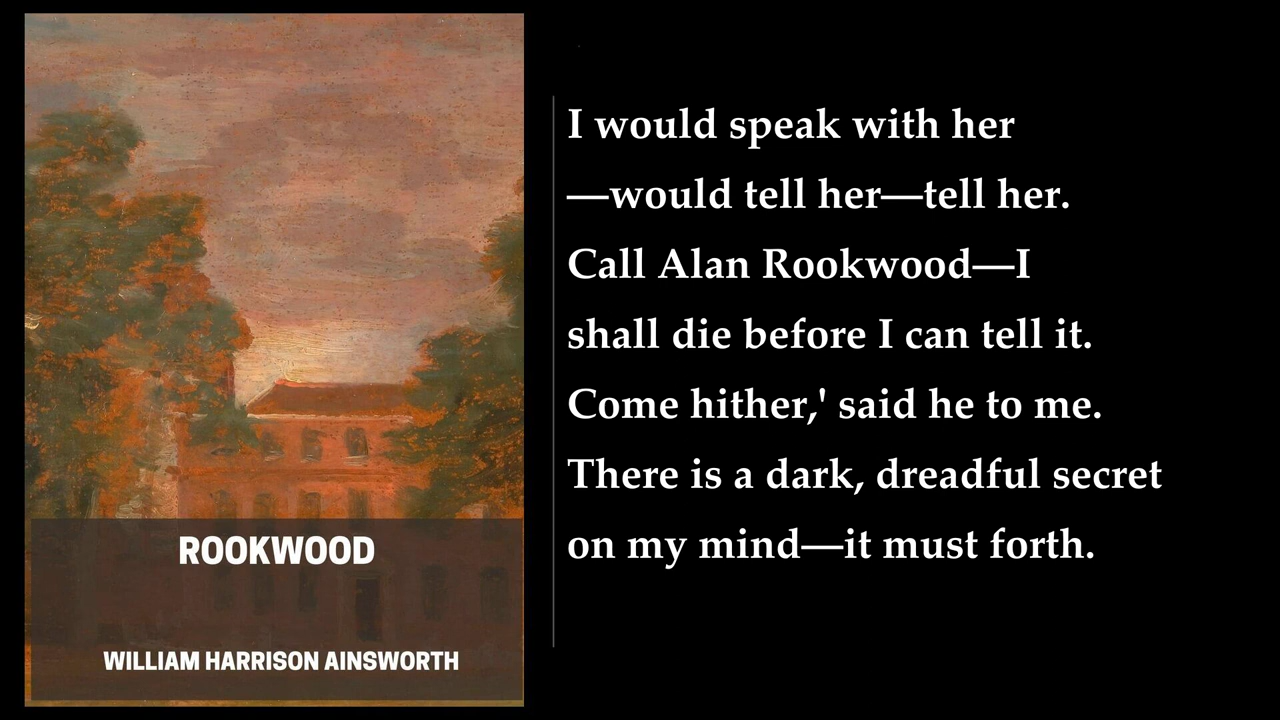 ROOKWOOD
WILLIAM HARRISON AINSWORTH
I would speak with her
—would tell her—tell her.
Call Alan Rookwood—I
shall die before I can tell it.
Come hither,' said he to me.
There is a dark, dreadful secret
on my mind—it must forth.